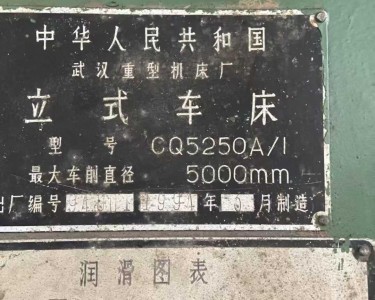 中华人民共和国
武汉重型机床厂
立式车床
型号 CQ5250A/1
最大车削直径 5000mm
出厂编号 年 月制造
润滑图表